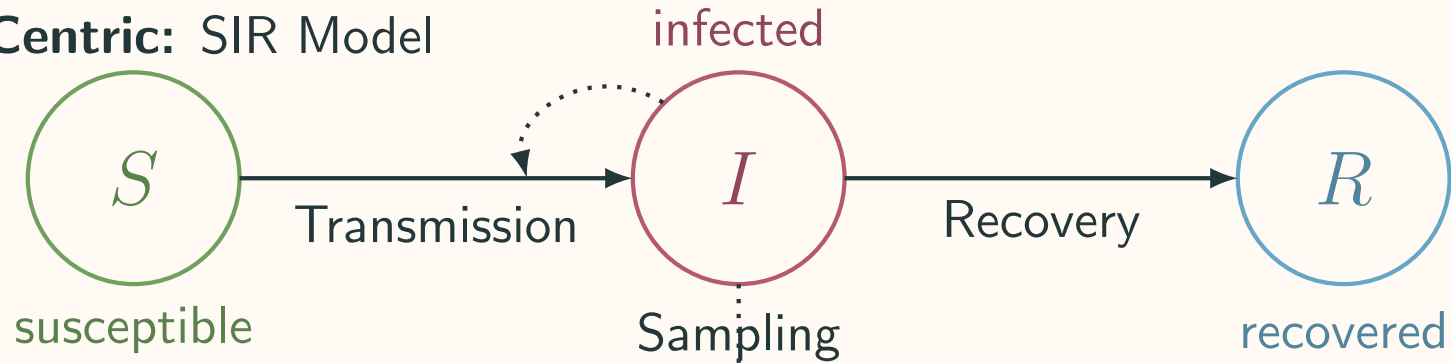 Centric: SIR Model
infected
S
I
R
Transmission
Recovery
susceptible
Sampling
recovered